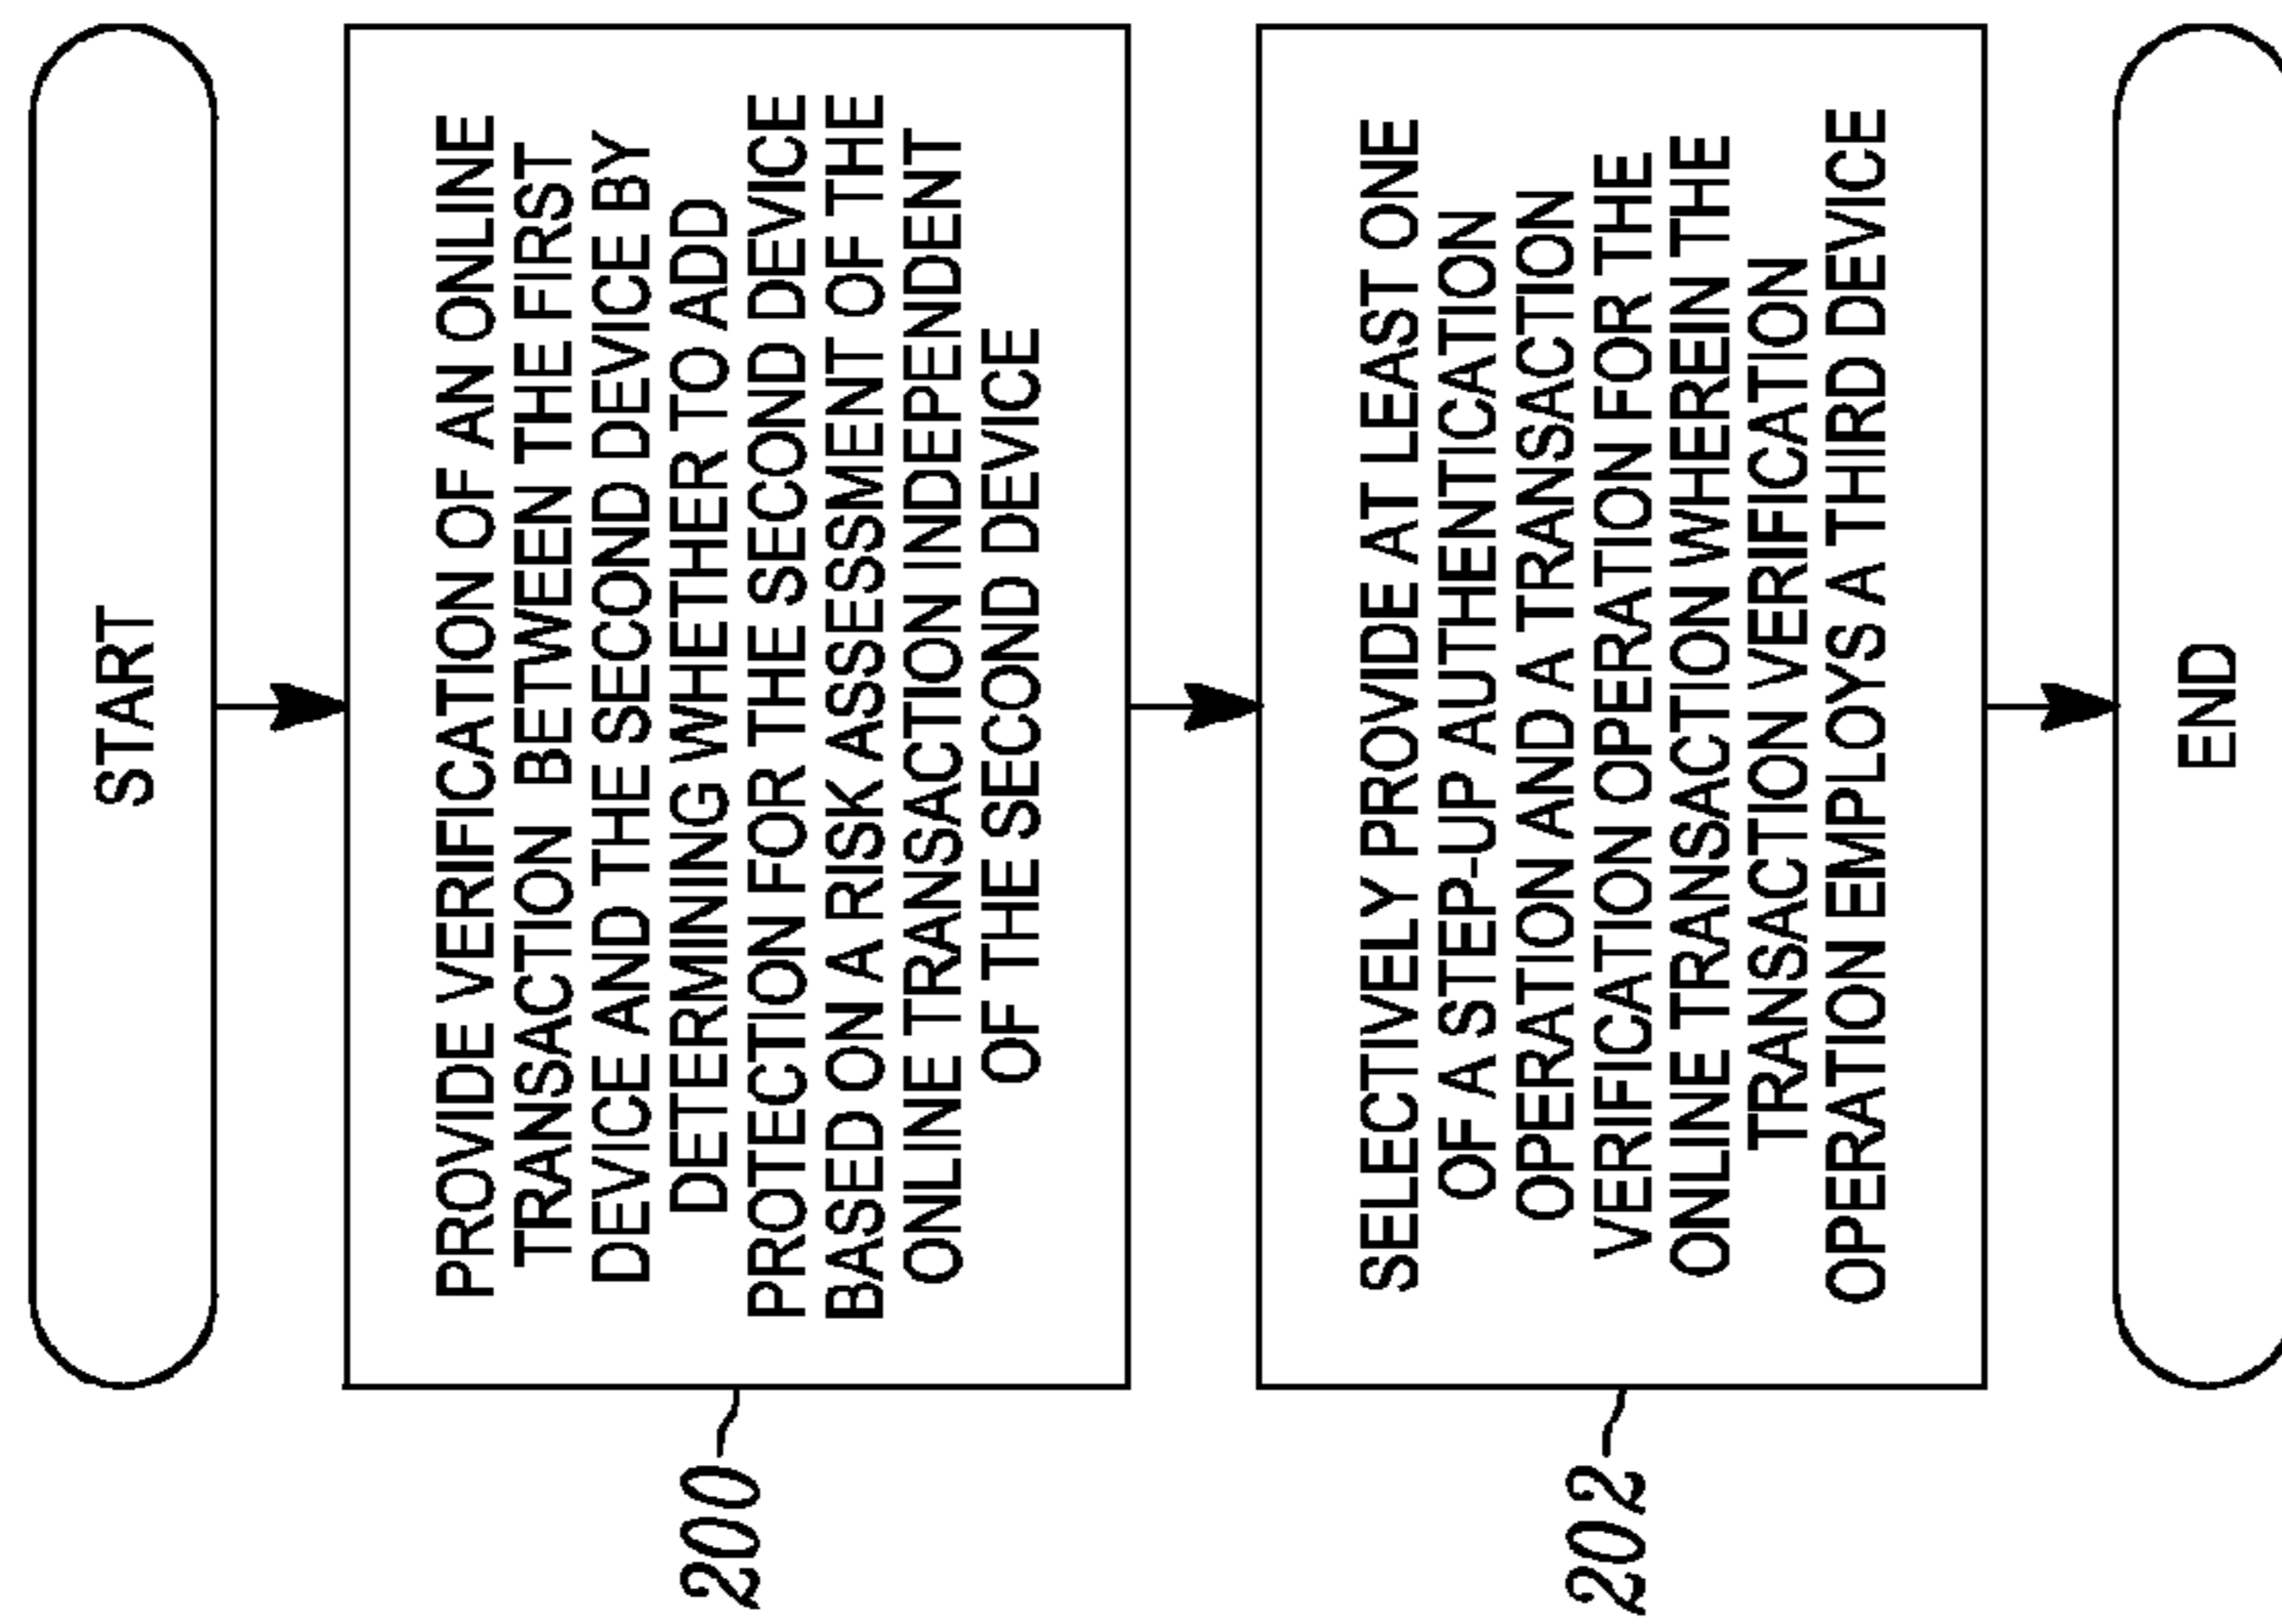 START
PROVIDE VERIFICATION OF AN ONLINE
TRANSACTION BETWEEN THE FIRST
DEVICE AND THE SECOND DEVICE BY
DETERMINING WHETHER TO ADD
PROTECTION FOR THE SECOND DEVICE
BASED ON A RISK ASSESSMENT OF THE
ONLINE TRANSACTION INDEPENDENT
OF THE SECOND DEVICE
200
SELECTIVELY PROVIDE AT LEAST ONE
OF A STEP-UP AUTHENTICATION
OPERATION AND A TRANSACTION
VERIFICATION OPERATION FOR THE
ONLINE TRANSACTION WHEREIN THE
TRANSACTION VERIFICATION
OPERATION EMPLOYS A THIRD DEVICE
202
END